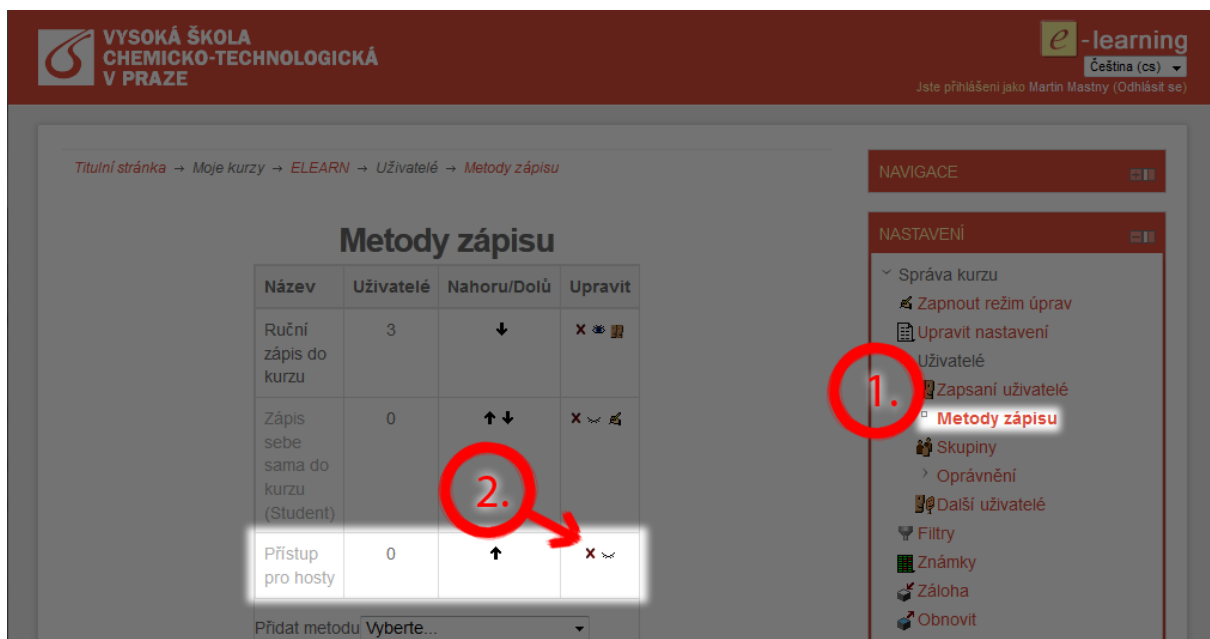 VYSOKÁ ŠKOLA
CHEMICKO-TECHNOLOGICKÁ
V PRAZE
e-learning
Čeština (cs)
Jste přihlášeni jako Martin Mastny (Odhlásit se)
Titulní stránka → Moje kurzy → ELEARN → Uživatelé → Metody zápisu
Metody zápisu
Název Uživatelé Nahoru/Dolů Upravit
Ruční 3
zápis do
kurzu
Zápis 0
sebe
sama do
kurzu
(Student)
2.
Přístup 0
pro hosty
Přidat metodu Vyberte...
NAVIGACE
NASTAVENÍ
Správa kurzu
Zapnout režim úprav
Upravit nastavení
Uživatelé
1.
Zapsaní uživatelé
Metody zápisu
Skupiny
Oprávnění
Další uživatelé
Filtry
Známky
Záloha
Obnovit